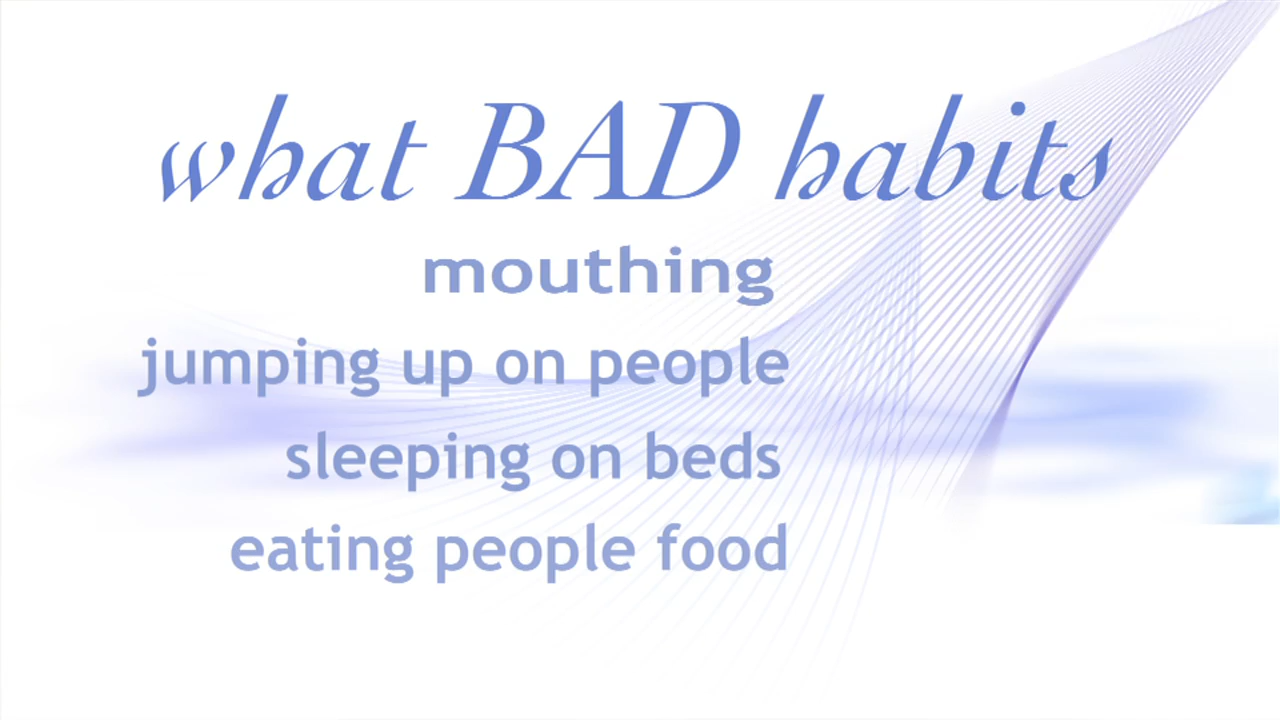 what BAD habits
mouthing
jumping up on people
sleeping on beds
eating people food